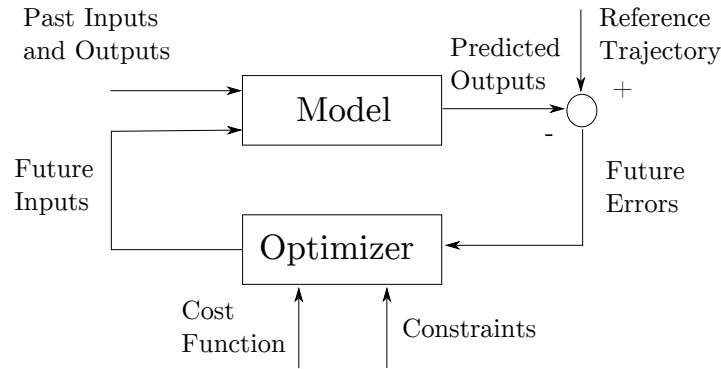 Past Inputs
and Outputs
Reference
Trajectory
Predicted
Outputs
+
Model
-
Future
Inputs
Future
Errors
Optimizer
Cost
Function
Constraints